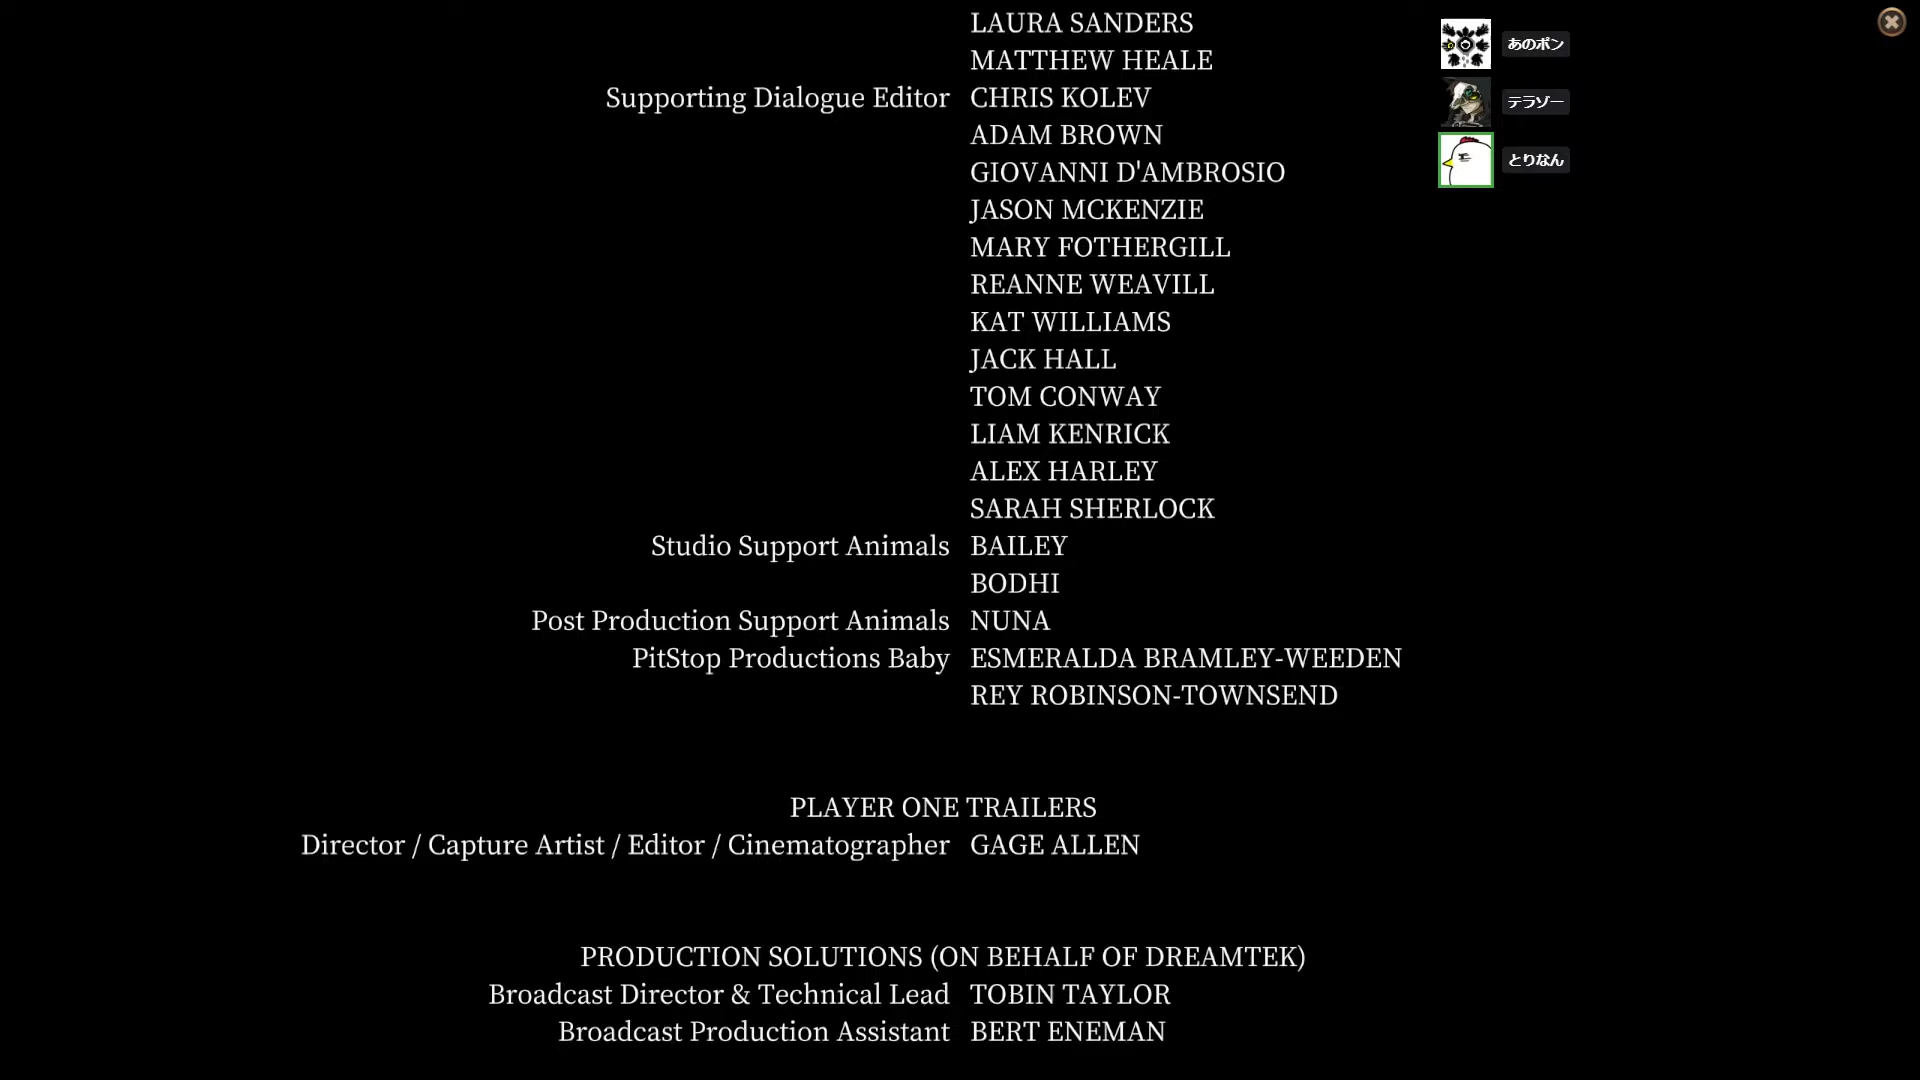 LAURA SANDERS
MATTHEW HEALE
Supporting Dialogue Editor CHRIS KOLEV
ADAM BROWN
GIOVANNI D'AMBROSIO
JASON MCKENZIE
MARY FOTHERGILL
REANNE WEAVILL
KAT WILLIAMS
JACK HALL
TOM CONWAY
LIAM KENRICK
ALEX HARLEY
SARAH SHERLOCK
Studio Support Animals BAILEY
BODHI
Post Production Support Animals NUNA
PitStop Productions Baby ESMERALDA BRAMLEY-WEEDEN
REY ROBINSON-TOWNSEND
PLAYER ONE TRAILERS
Director / Capture Artist / Editor / Cinematographer GAGE ALLEN
PRODUCTION SOLUTIONS (ON BEHALF OF DREAMTEK)
Broadcast Director & Technical Lead TOBIN TAYLOR
Broadcast Production Assistant BERT ENEMAN
あのポン
テラゾー
とりなん